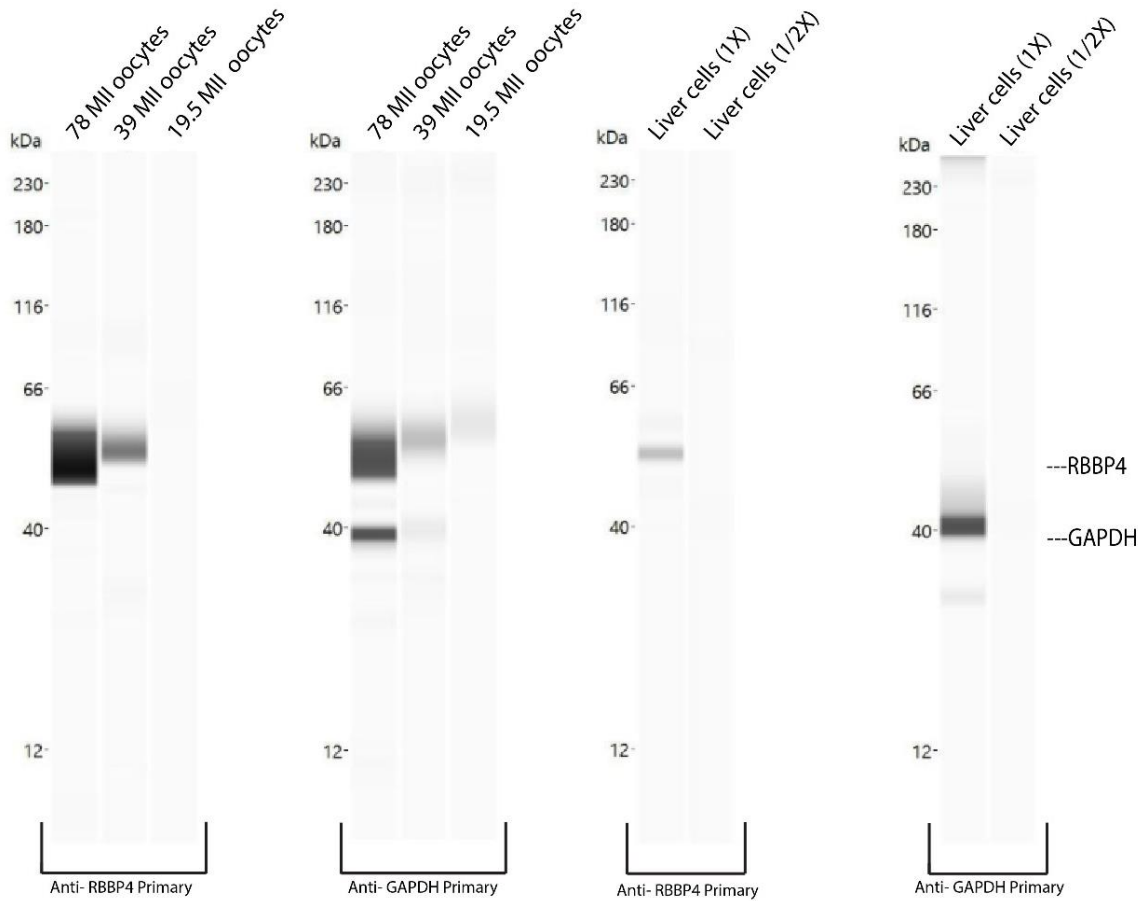 78 MII oocytes
39 MII oocytes
19.5 MII oocytes
kDa
230-
180-
116-
66-
40-
12-
Anti- RBBP4 Primary
78 MII oocytes
39 MII oocytes
19.5 MII oocytes
kDa
230-
180-
116-
66-
40-
12-
Anti- GAPDH Primary
Liver cells (1X)
Liver cells (1/2X)
kDa
230-
180-
116-
66-
40-
12-
Anti- RBBP4 Primary
Liver cells (1X)
Liver cells (1/2X)
kDa
230-
180-
116-
66-
40-
12-
---RBBP4
---GAPDH
Anti- GAPDH Primary